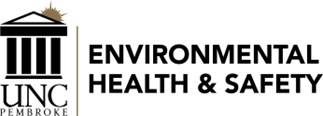 UNC
PEMBROKE
ENVIRONMENTAL
HEALTH & SAFETY